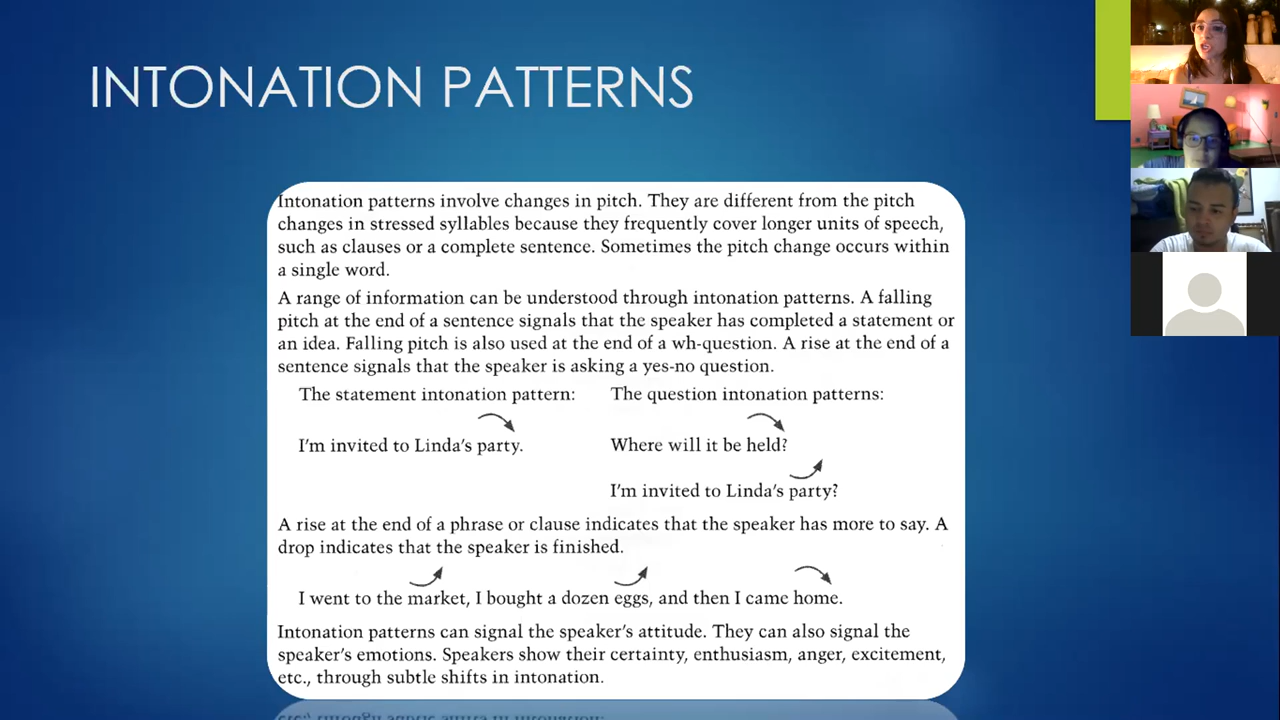 INTONATION PATTERNS
Intonation patterns involve changes in pitch. They are different from the pitch
changes in stressed syllables because they frequently cover longer units of speech,
such as clauses or a complete sentence. Sometimes the pitch change occurs within
a single word.
A range of information can be understood through intonation patterns. A falling
pitch at the end of a sentence signals that the speaker has completed a statement or
an idea. Falling pitch is also used at the end of a wh-question. A rise at the end of a
sentence signals that the speaker is asking a yes-no question.
The statement intonation pattern:
I'm invited to Linda's party.
The question intonation patterns:
Where will it be held?
I'm invited to Linda's party?
A rise at the end of a phrase or clause indicates that the speaker has more to say. A
drop indicates that the speaker is finished.
I went to the market, I bought a dozen eggs, and then I came home.
Intonation patterns can signal the speaker's attitude. They can also signal the
speaker's emotions. Speakers show their certainty, enthusiasm, anger, excitement,
etc., through subtle shifts in intonation.